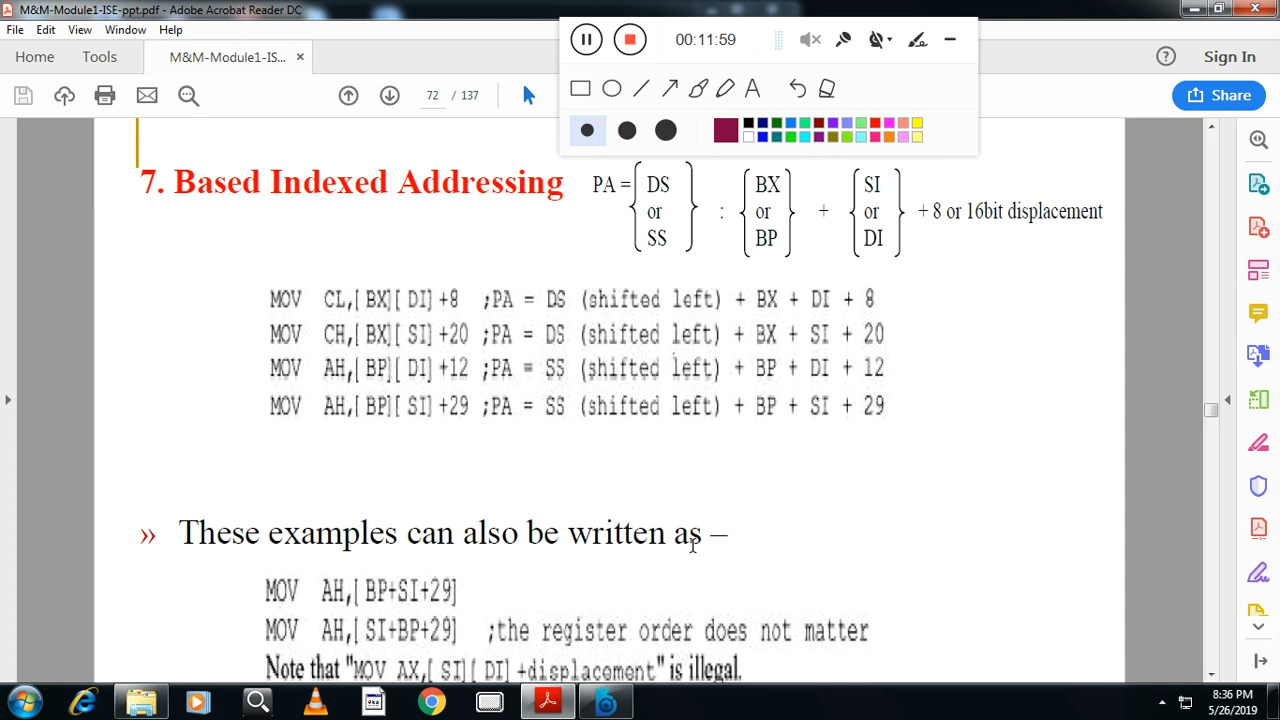 M&M-Module1-ISE-ppt.pdf - Adobe Acrobat Reader DC
File Edit View Window Help
00:11:59
Home Tools M&M-Module1-IS... × Sign In
72 / 137 Share
7. Based Indexed Addressing PA = DS or SS : BX or BP + SI or DI + 8 or 16bit displacement
MOV CL,[BX][DI]+8 ;PA = DS (shifted left) + BX + DI + 8
MOV CH,[BX][SI]+20 ;PA = DS (shifted left) + BX + SI + 20
MOV AH,[BP][DI]+12 ;PA = SS (shifted left) + BP + DI + 12
MOV AH,[BP][SI]+29 ;PA = SS (shifted left) + BP + SI + 29
» These examples can also be written as –
MOV AH,[BP+SI+29]
MOV AH,[SI+BP+29] ;the register order does not matter
Note that "MOV AX,[SI][DI]+displacement" is illegal.
8:36 PM
5/26/2019